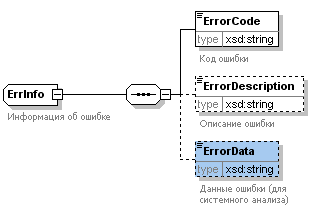 ErrorCode
type xsd:string
Код ошибки
ErrInfo
Информация об ошибке
ErrorDescription
type xsd:string
Описание ошибки
ErrorData
type xsd:string
Данные ошибки (для
системного анализа)